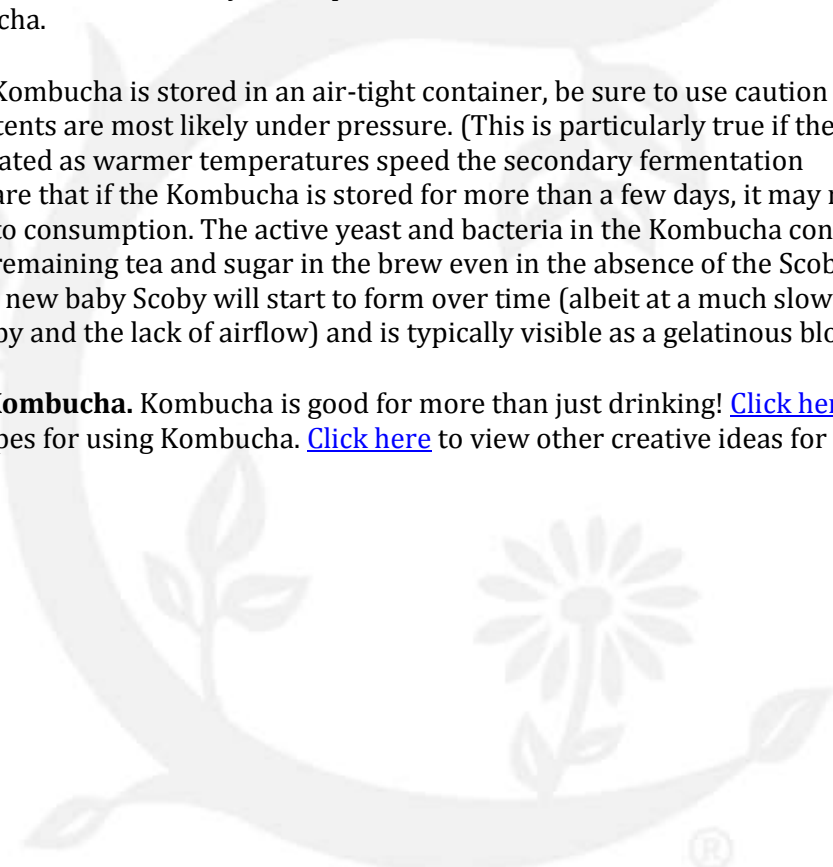 cha.
Kombucha is stored in an air-tight container, be sure to use caution
tents are most likely under pressure. (This is particularly true if the
ated as warmer temperatures speed the secondary fermentation
are that if the Kombucha is stored for more than a few days, it may
to consumption. The active yeast and bacteria in the Kombucha con
remaining tea and sugar in the brew even in the absence of the Scob
new baby Scoby will start to form over time (albeit at a much slow
by and the lack of airflow) and is typically visible as a gelatinous blo
Kombucha. Kombucha is good for more than just drinking! Click her
pes for using Kombucha. Click here to view other creative ideas for
®